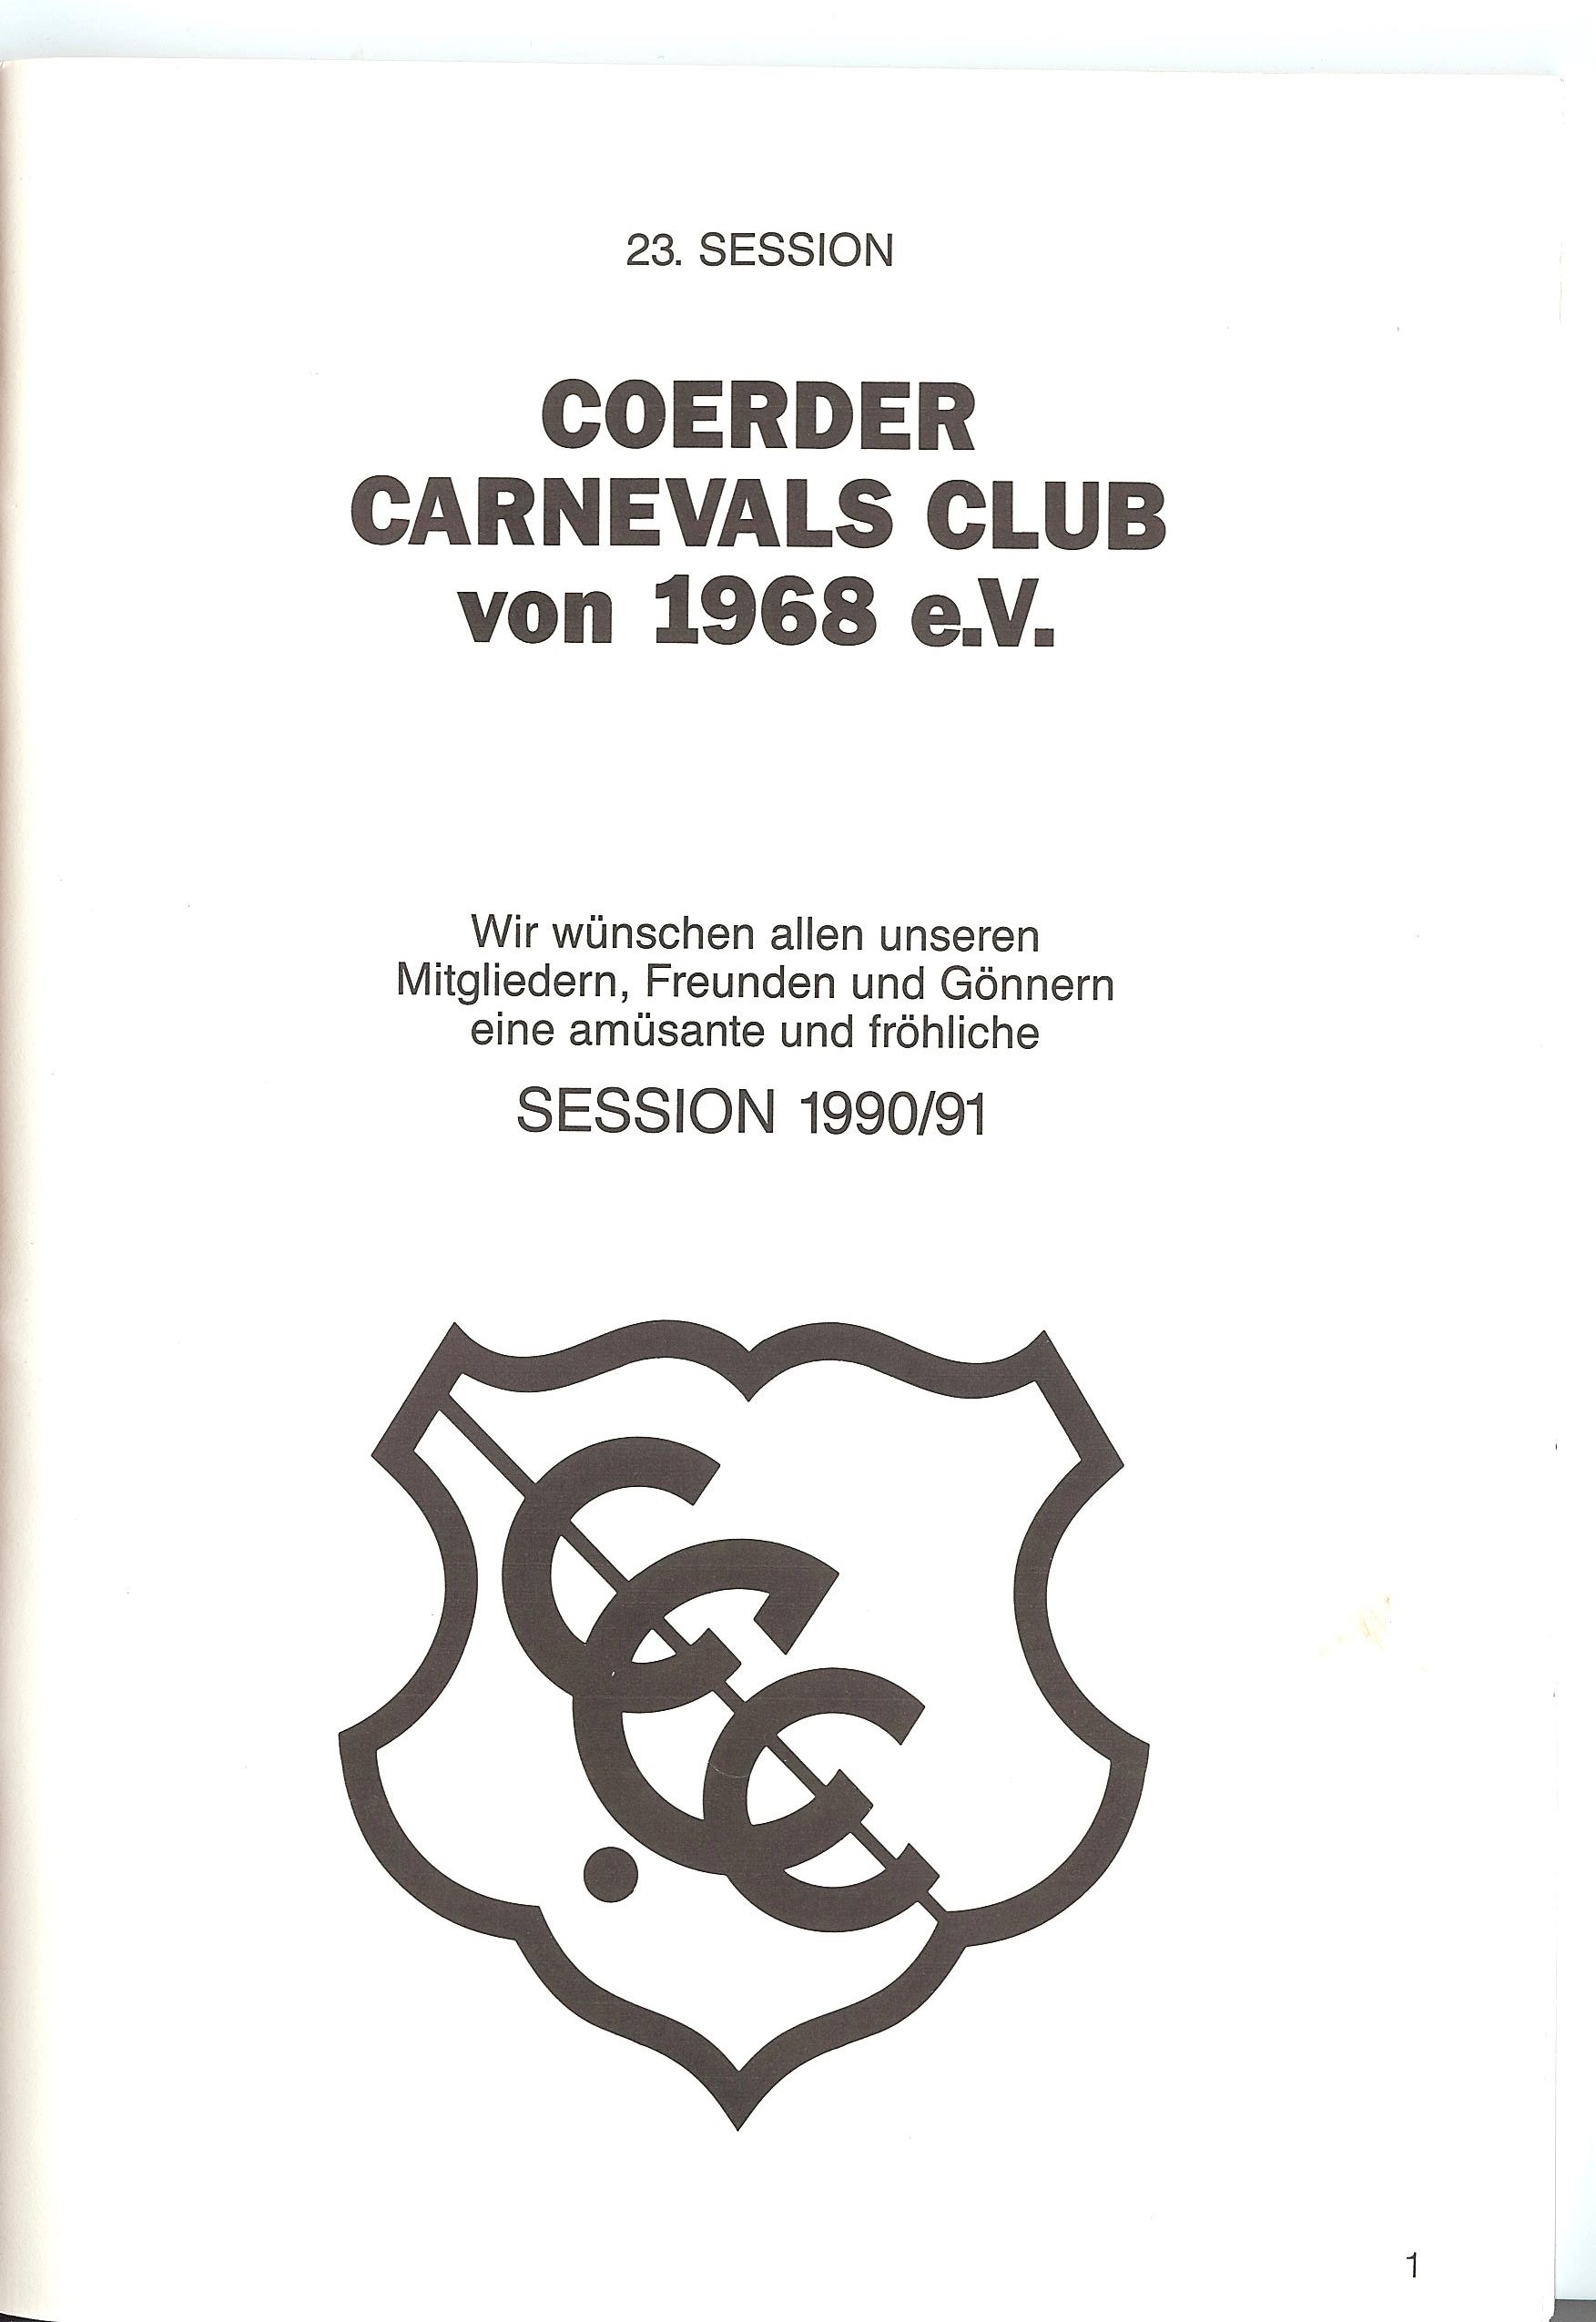 23. SESSION
COERDER
CARNEVALS CLUB
von 1968 e.V.
Wir wünschen allen unseren
Mitgliedern, Freunden und Gönnern
eine amüsante und fröhliche
SESSION 1990/91
CCC
1